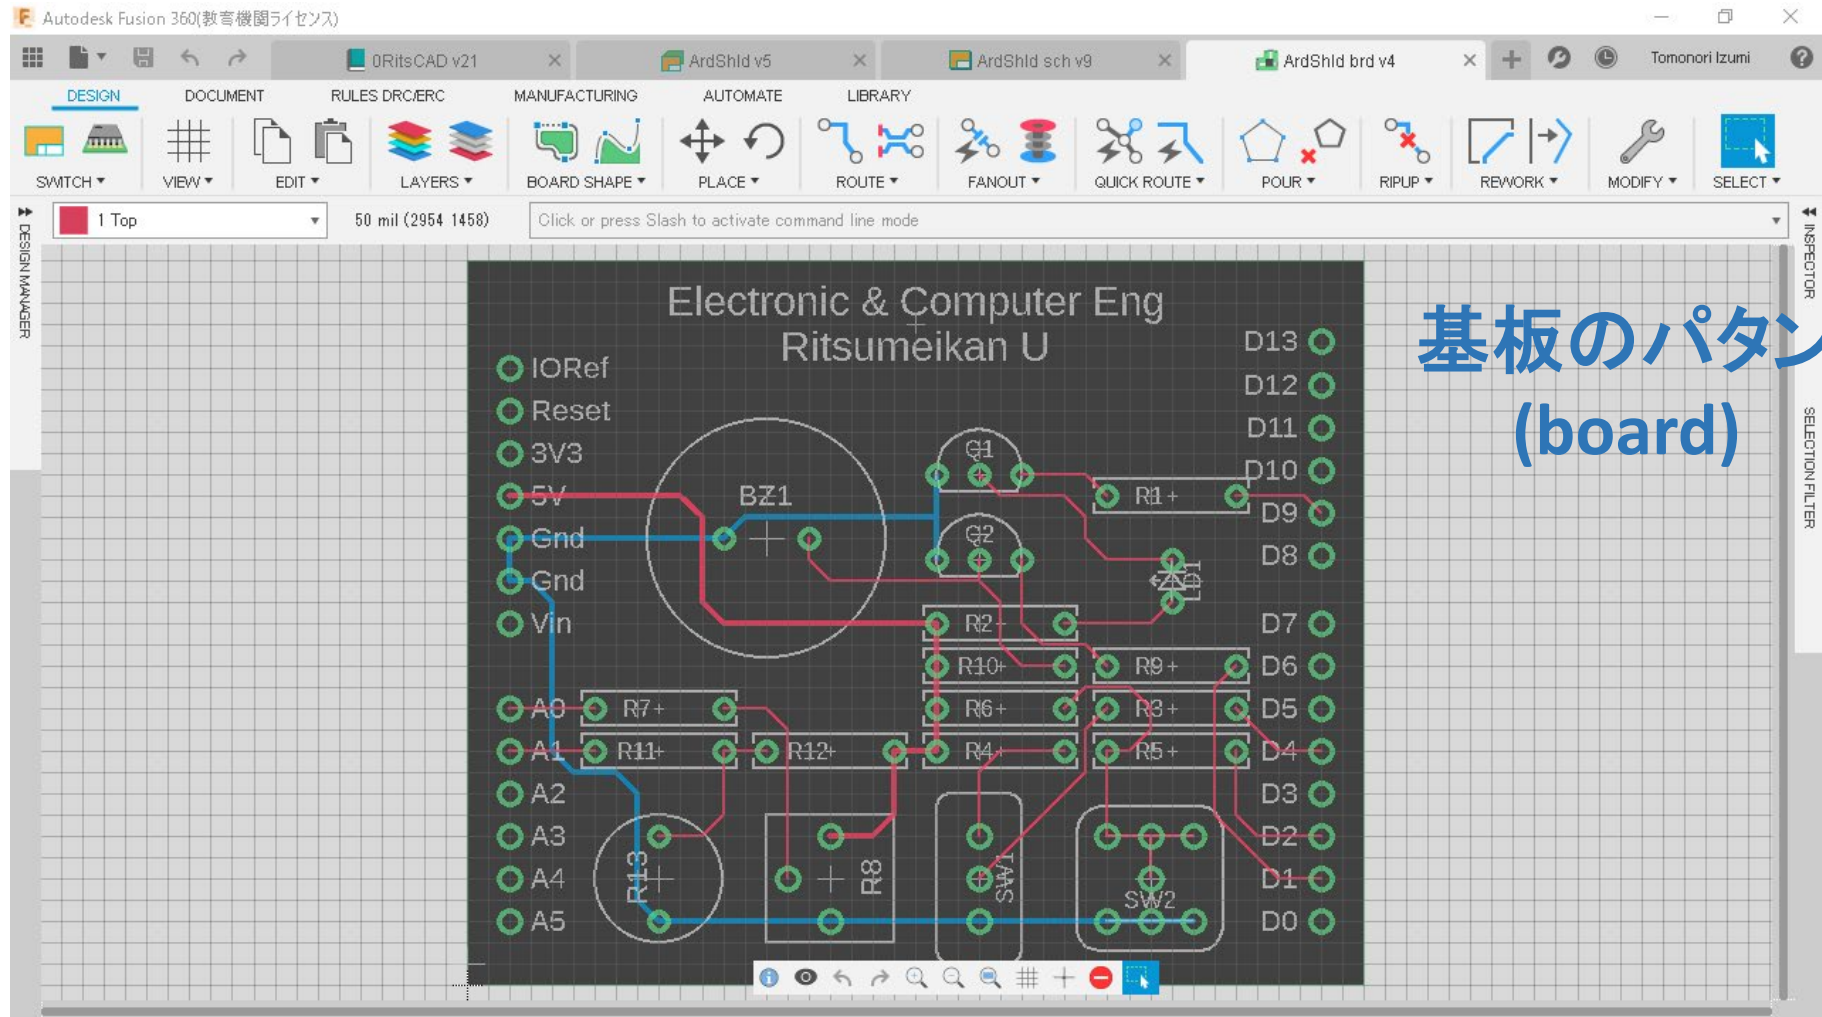 Autodesk Fusion 360(教育機関ライセンス)
0RitsCAD v21
ArdShld v5
ArdShld sch v9
ArdShld brd v4
Tomonori Izumi
DESIGN
DOCUMENT
RULES DRC/ERC
MANUFACTURING
AUTOMATE
LIBRARY
SWITCH
VIEW
EDIT
LAYERS
BOARD SHAPE
PLACE
ROUTE
FANOUT
QUICK ROUTE
POUR
RIPUP
REWORK
MODIFY
SELECT
1 Top
50 mil (2954 1458)
Click or press Slash to activate command line mode
DESIGN MANAGER
INSPECTOR
SELECTION FILTER
基板のパタン
(board)
Electronic & Computer Eng
Ritsumeikan U
IORef
Reset
3V3
5V
Gnd
Gnd
Vin
A0
A1
A2
A3
A4
A5
D13
D12
D11
D10
D9
D8
D7
D6
D5
D4
D3
D2
D1
D0
BZ1
Q1
Q2
R1
LD1
R2
R10
R9
R7
R6
R3
R11
R12
R4
R5
R13
R8
SW1
SW2